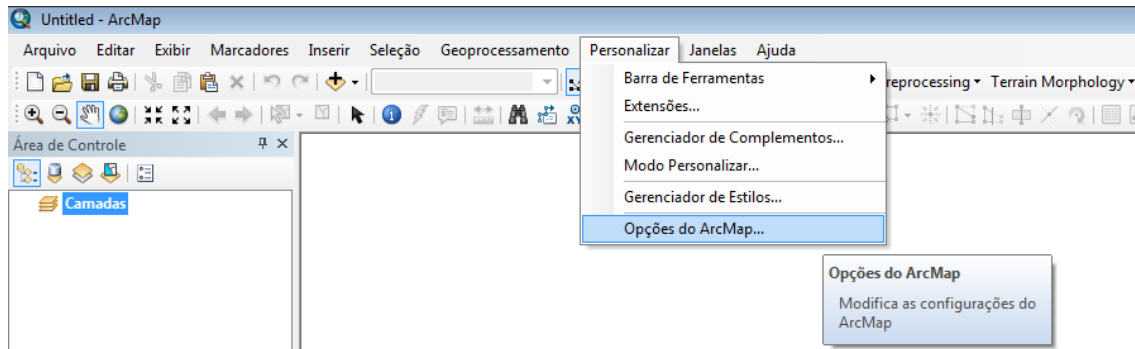 Untitled - ArcMap
Arquivo Editar Exibir Marcadores Inserir Seleção Geoprocessamento Personalizar Janelas Ajuda
Barra de Ferramentas
reprocessing Terrain Morphology
Extensões...
Área de Controle
Gerenciador de Complementos...
Modo Personalizar...
Camadas
Gerenciador de Estilos...
Opções do ArcMap...
Opções do ArcMap
Modifica as configurações do
ArcMap